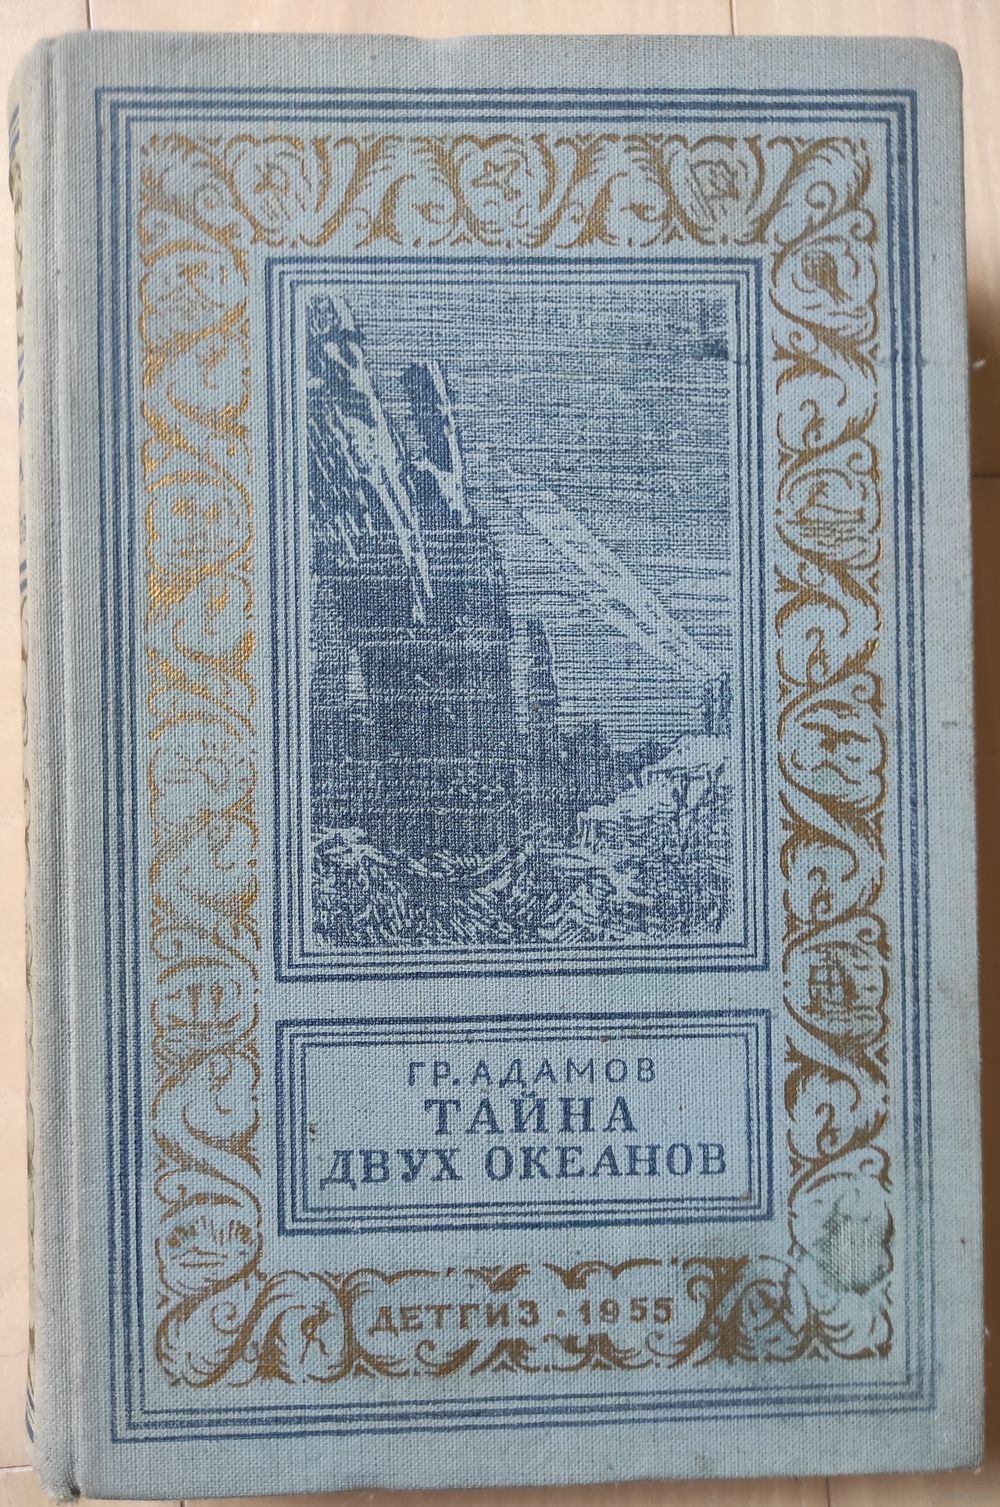 ГР. АДАМОВ
ТАЙНА
ДВУХ ОКЕАНОВ
ДЕТГИЗ · 1955